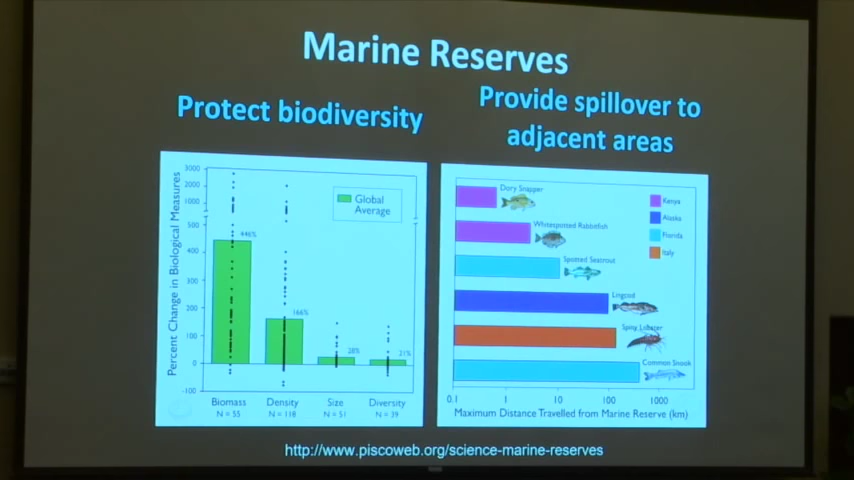 Marine Reserves
Protect biodiversity
Provide spillover to
adjacent areas
Percent Change in Biological Measures
3000
2000
1000
500
400
300
200
100
0
-100
Global
Average
446%
166%
28%
21%
Biomass
Density
Size
Diversity
N = 55
N = 118
N = 51
N = 39
Dory Snapper
Whitespotted Rabbitfish
Spotted Seatrout
Lingcod
Spiny Lobster
Common Snook
Kenya
Alaska
Florida
Italy
0.1
1
10
100
1000
Maximum Distance Travelled from Marine Reserve (km)
http://www.piscoweb.org/science-marine-reserves